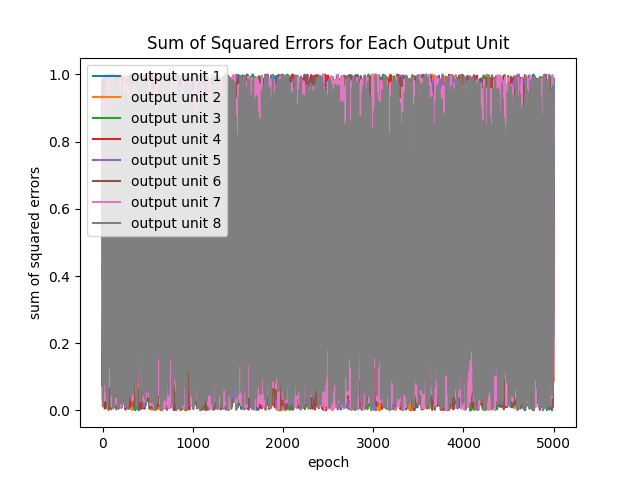 Sum of Squared Errors for Each Output Unit
1.0
0.8
0.6
0.4
0.2
0.0
sum of squared errors
output unit 1
output unit 2
output unit 3
output unit 4
output unit 5
output unit 6
output unit 7
output unit 8
0 1000 2000 3000 4000 5000
epoch